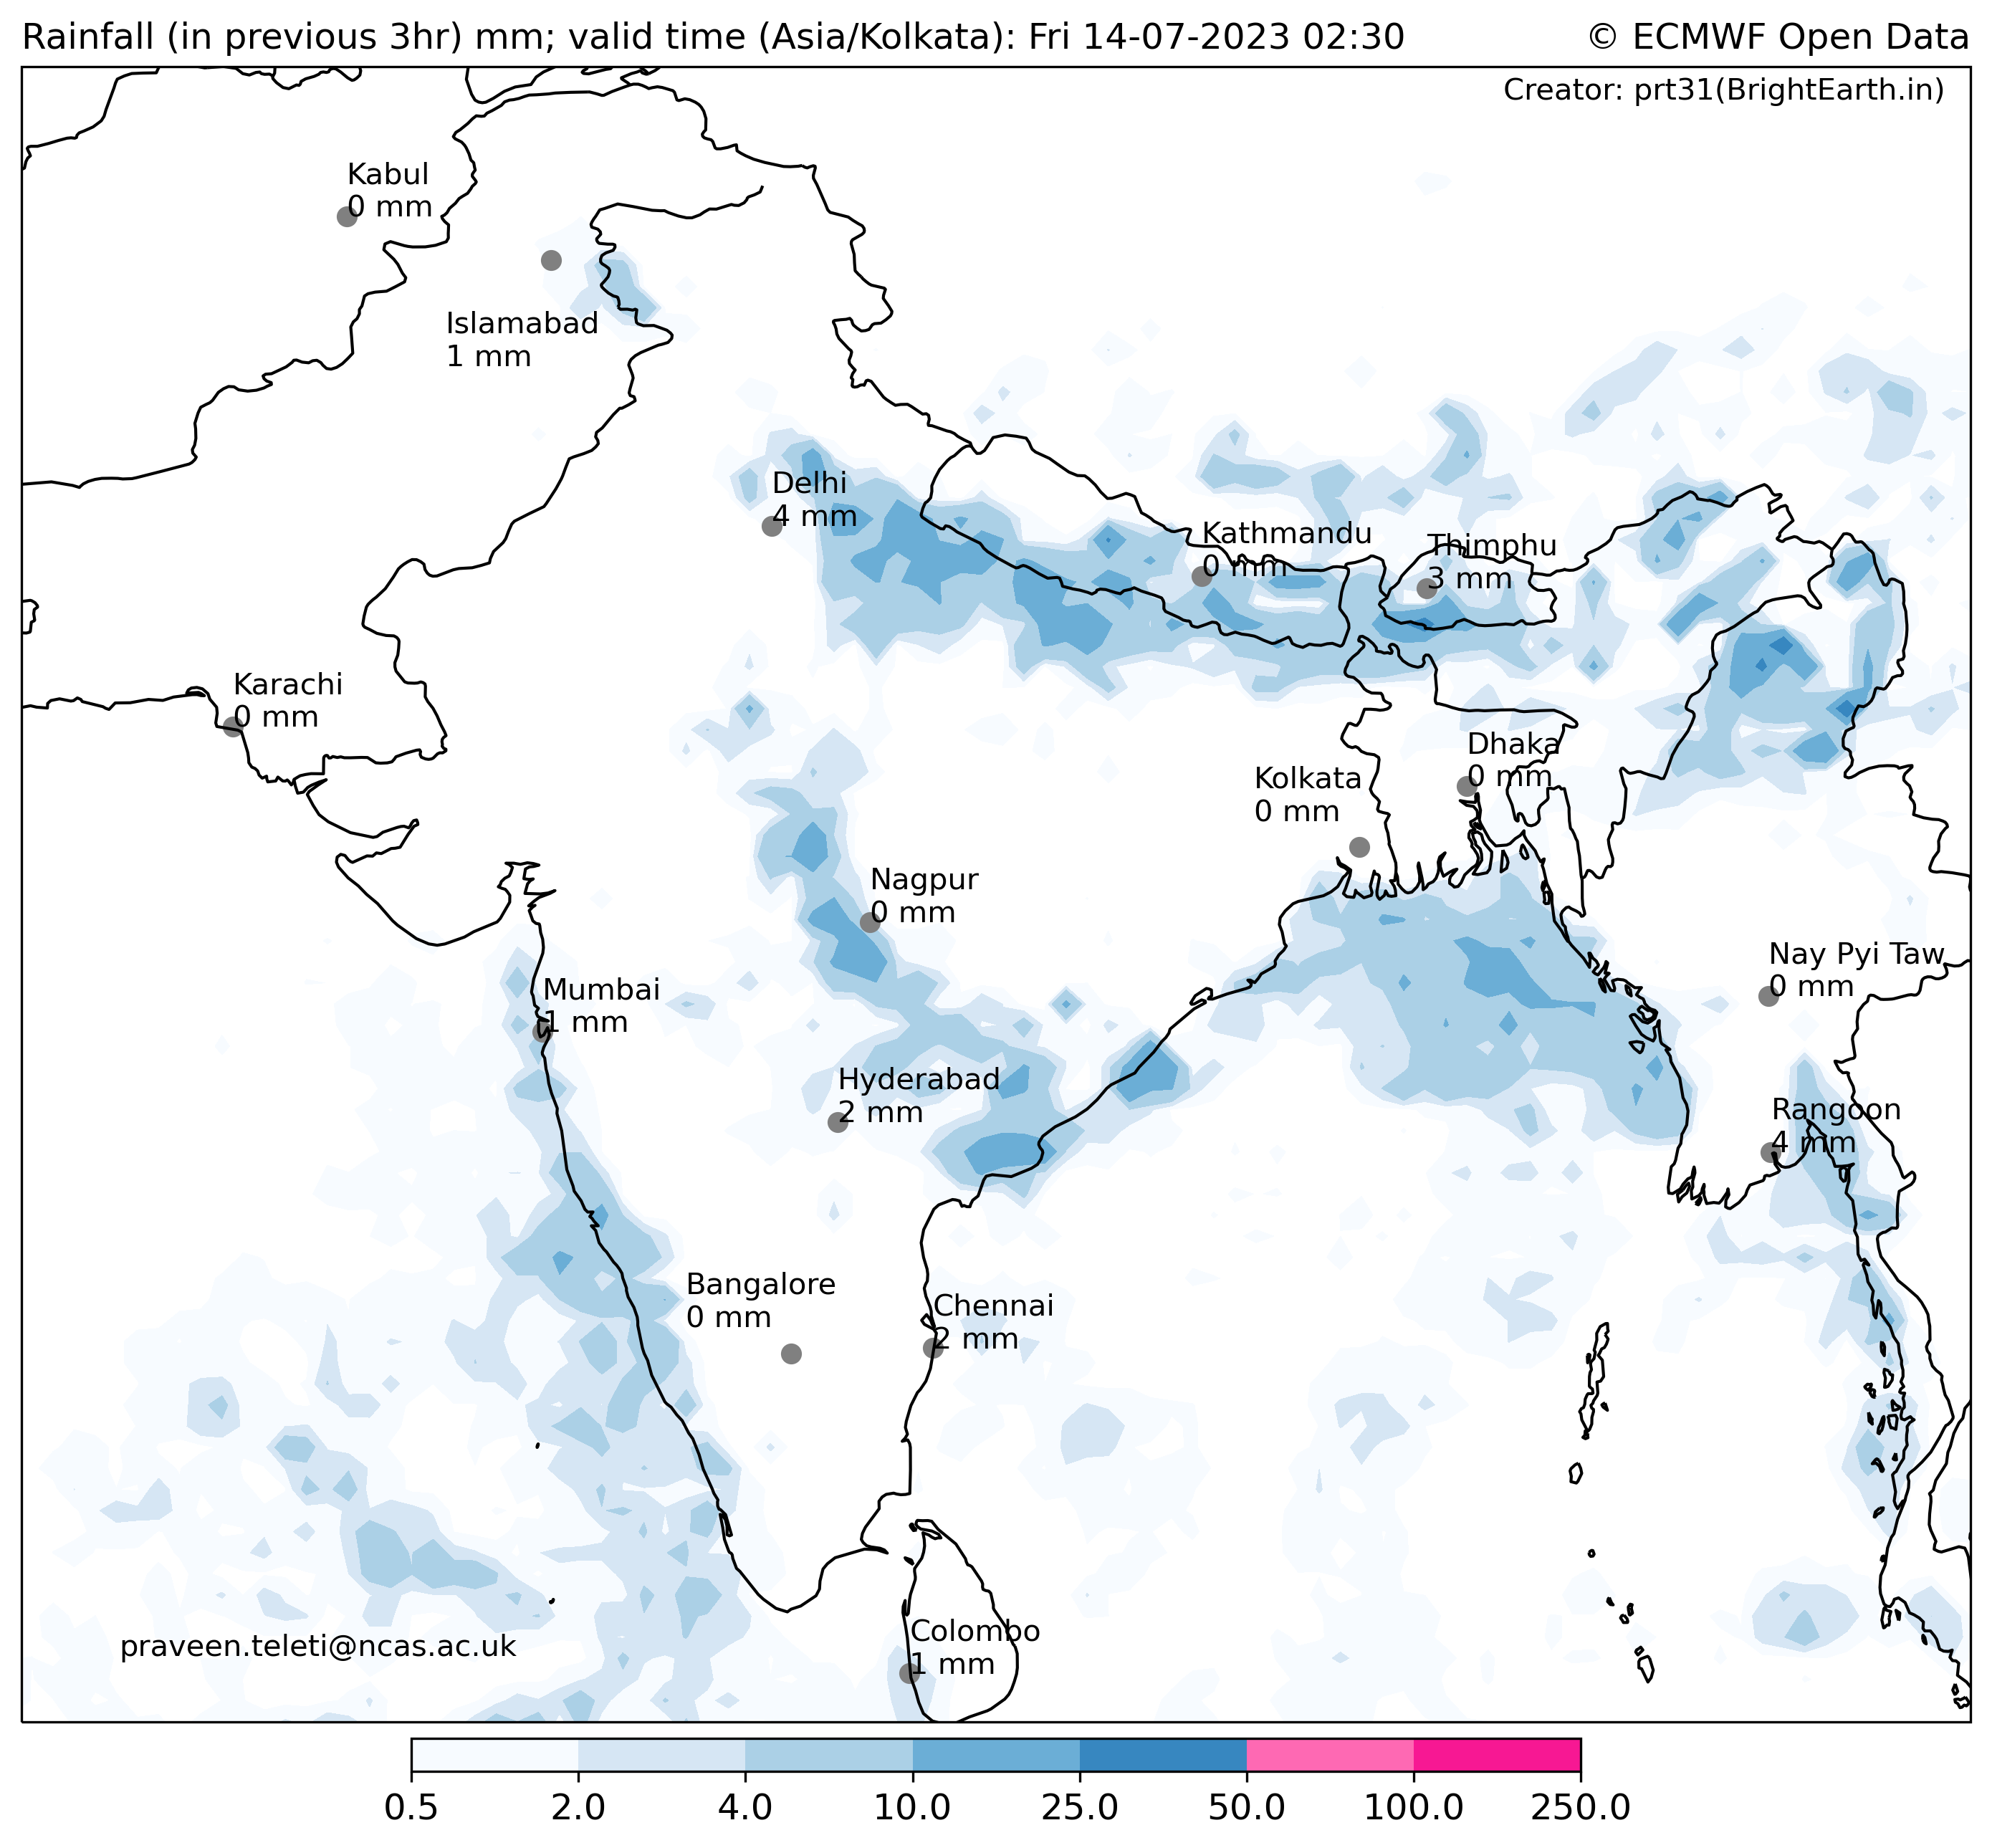 Rainfall (in previous 3hr) mm; valid time (Asia/Kolkata): Fri 14-07-2023 02:30
© ECMWF Open Data
Creator: prt31(BrightEarth.in)
Kabul
0 mm
Islamabad
1 mm
Delhi
4 mm
Kathmandu
0 mm
Thimphu
3 mm
Karachi
0 mm
Dhaka
0 mm
Kolkata
0 mm
Nagpur
0 mm
Nay Pyi Taw
0 mm
Mumbai
1 mm
Hyderabad
2 mm
Rangoon
4 mm
Bangalore
0 mm
Chennai
2 mm
Colombo
1 mm
praveen.teleti@ncas.ac.uk
0.5 2.0 4.0 10.0 25.0 50.0 100.0 250.0